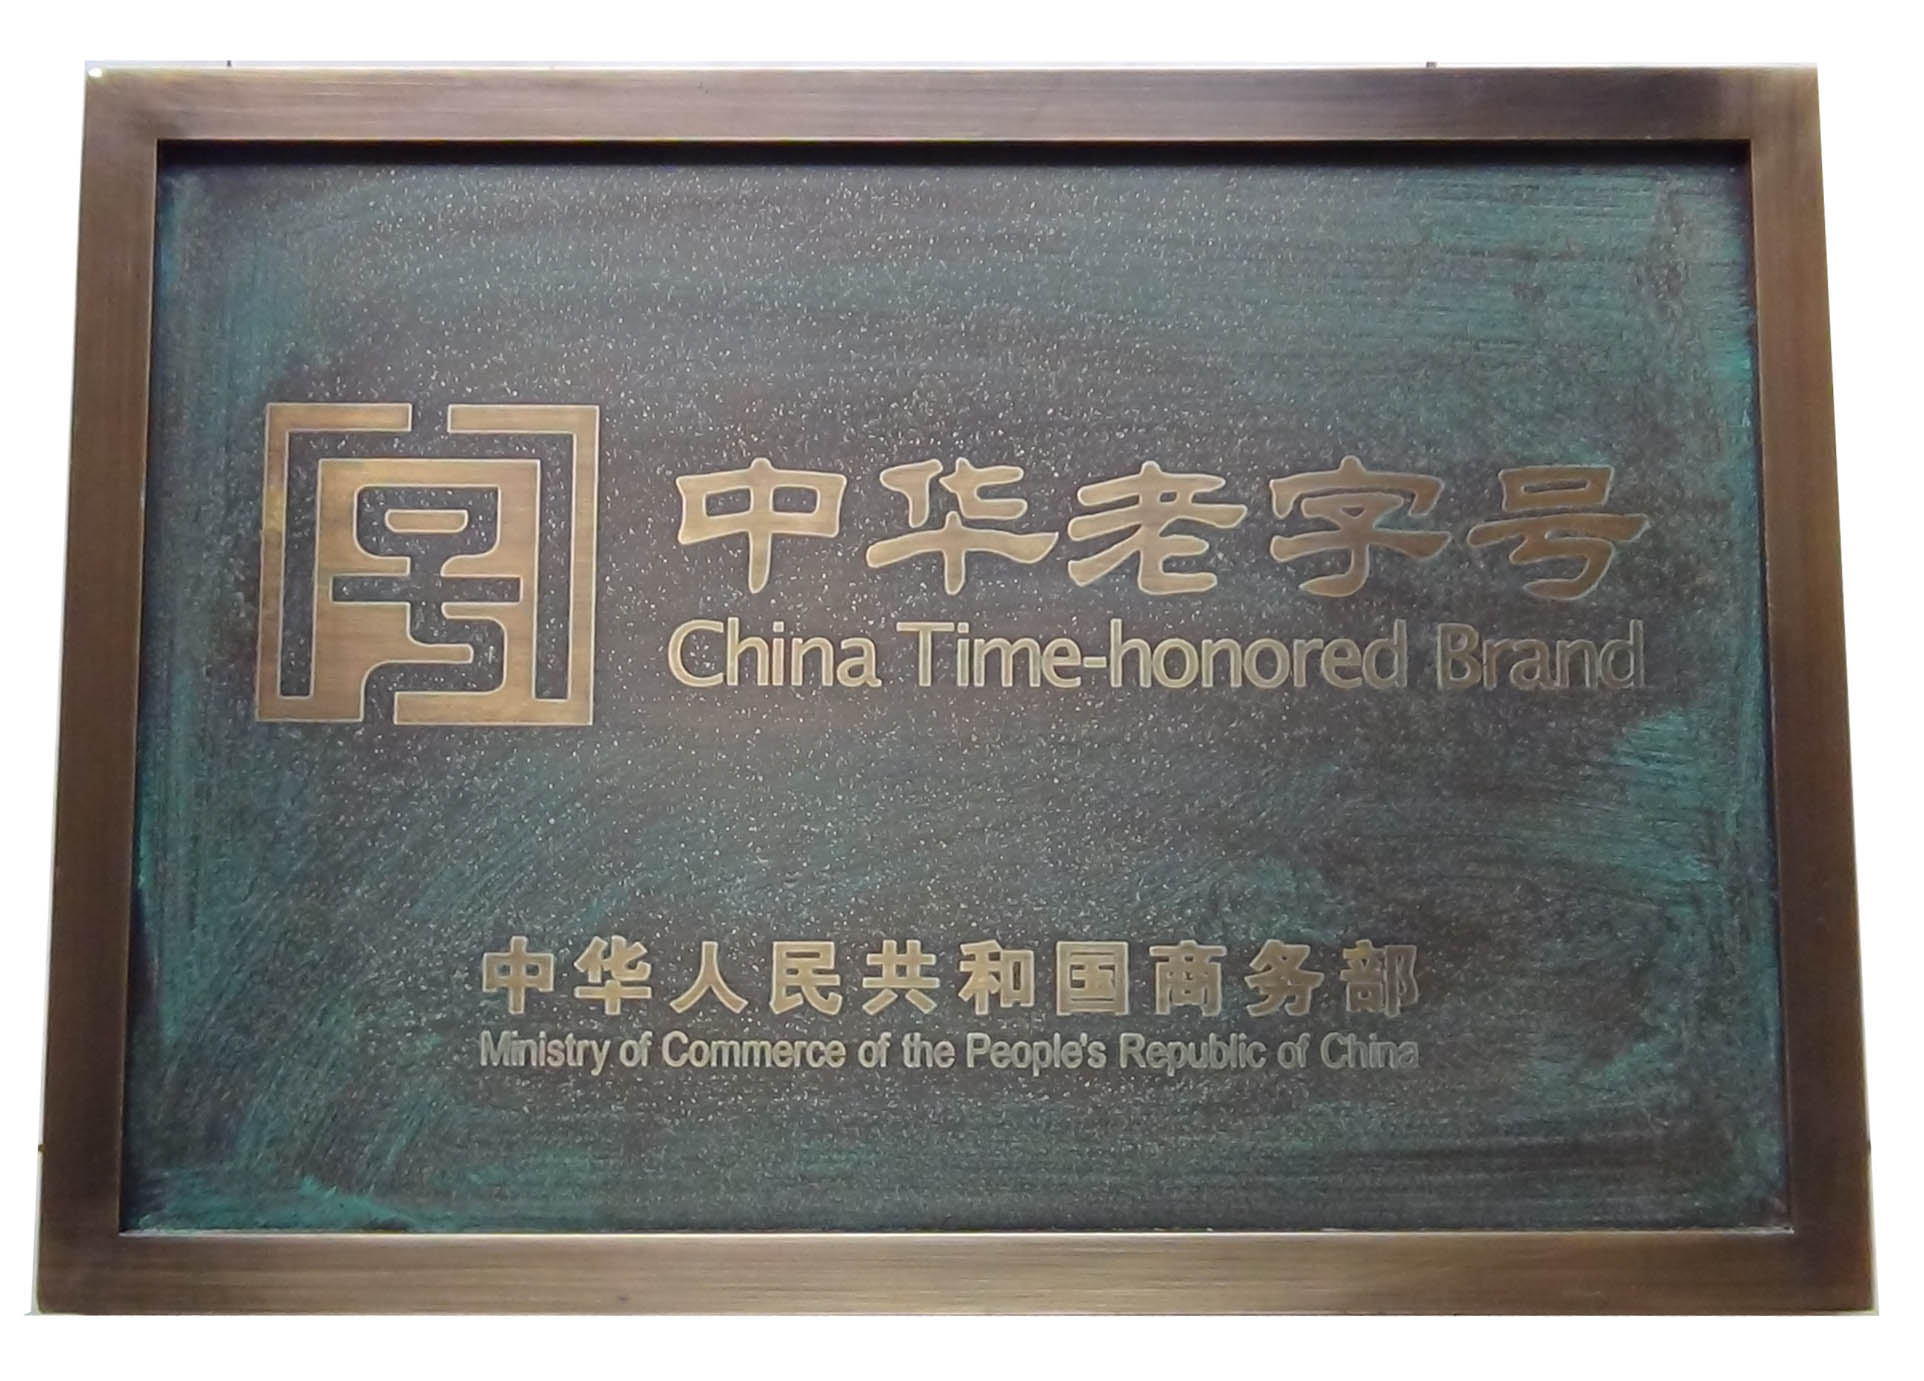 中华老字号
China Time-honored Brand
中华人民共和国商务部
Ministry of Commerce of the People's Republic of China